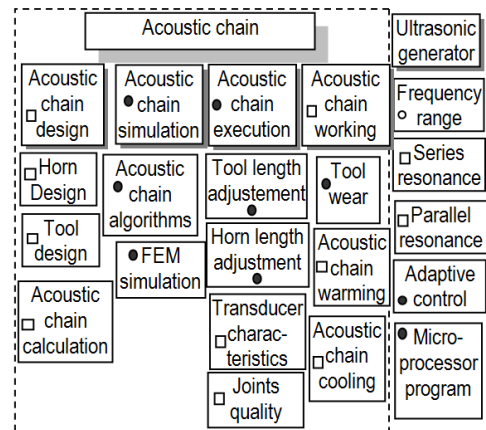 Acoustic chain
Acoustic
chain
design
Horn
Design
Tool
design
Acoustic
chain
calculation
Acoustic
chain
simulation
Acoustic
chain
algorithms
FEM
simulation
Acoustic
chain
execution
Tool length
adjustement
Horn length
adjustment
Transducer
charac-
teristics
Joints
quality
Acoustic
chain
working
Tool
wear
Acoustic
chain
warming
Acoustic
chain
cooling
Ultrasonic
generator
Frequency
range
Series
resonance
Parallel
resonance
Adaptive
control
Micro-
processor
program